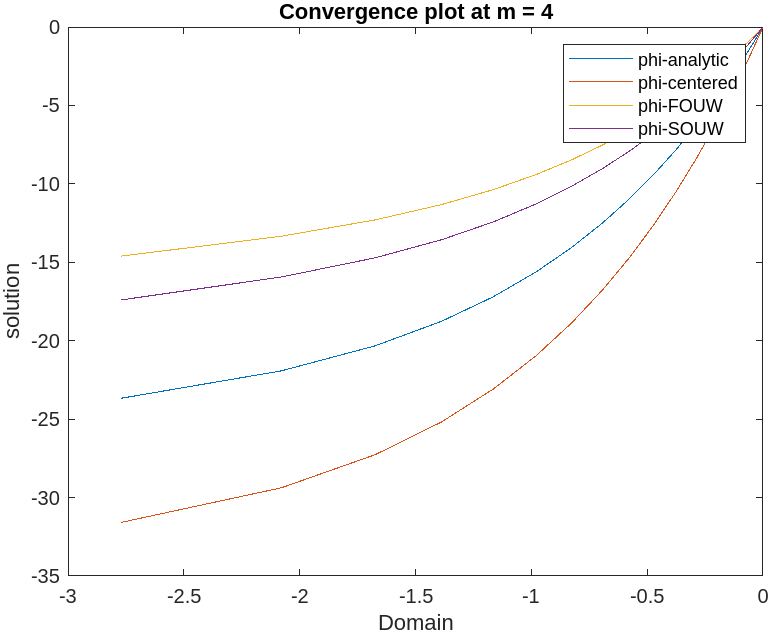 Convergence plot at m = 4
0
-5
-10
-15
-20
-25
-30
-35
solution
phi-analytic
phi-centered
phi-FOUW
phi-SOUW
-3
-2.5
-2
-1.5
-1
-0.5
0
Domain